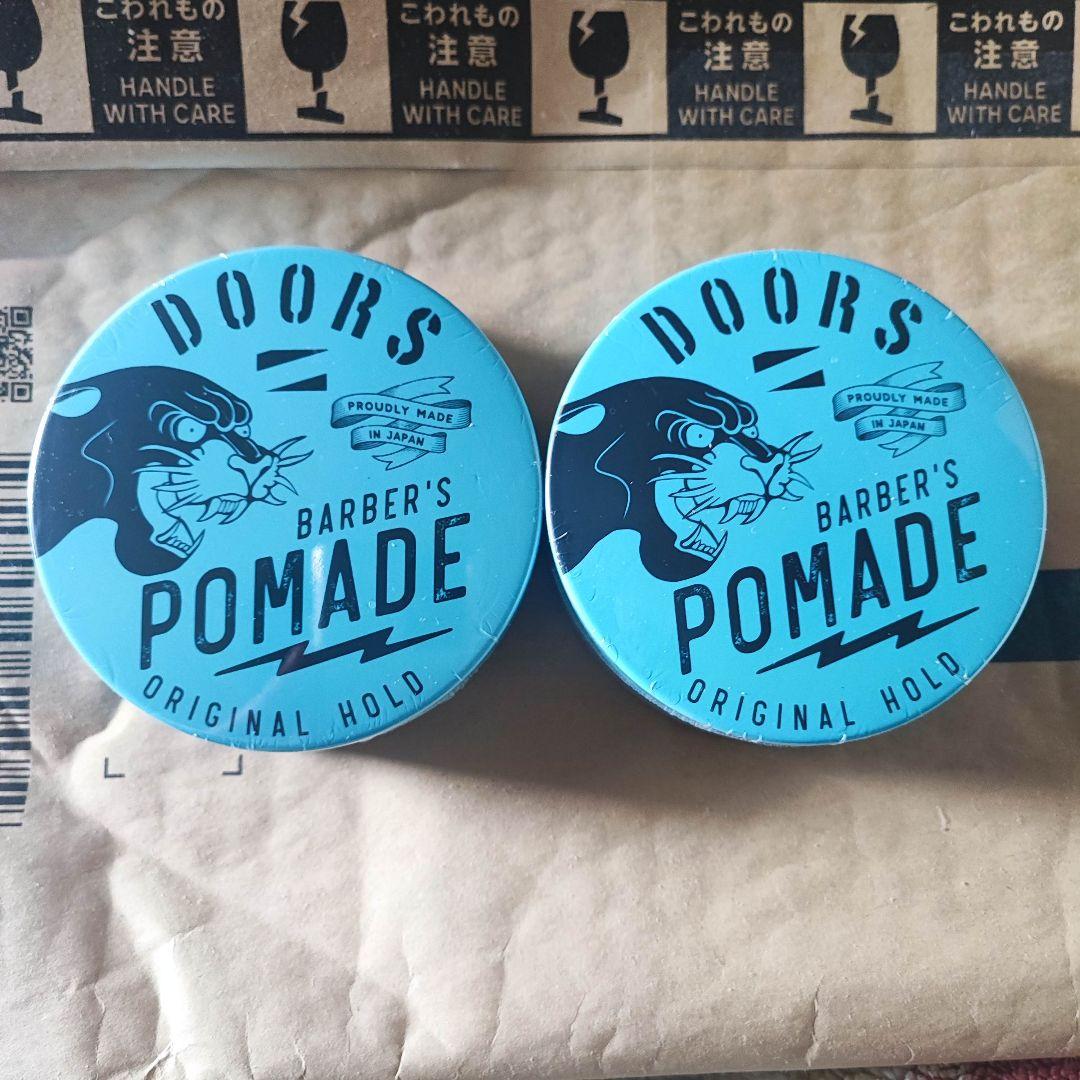 こわれもの
注意
HANDLE
WITH CARE
こわれもの
注意
HANDLE
WITH CARE
こわれもの
注意
HANDLE
WITH CARE
こわれもの
注意
HANDLE
WITH CARE
DOORS
PROUDLY MADE
IN JAPAN
BARBER'S
POMADE
ORIGINAL HOLD
DOORS
PROUDLY MADE
IN JAPAN
BARBER'S
POMADE
ORIGINAL HOLD